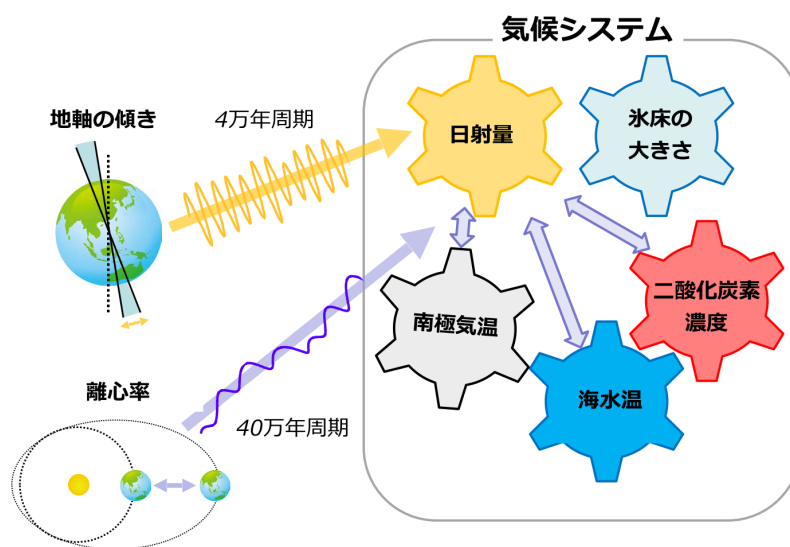 気候システム
地軸の傾き
4万年周期
日射量
氷床の
大きさ
二酸化炭素
濃度
南極気温
海水温
離心率
40万年周期